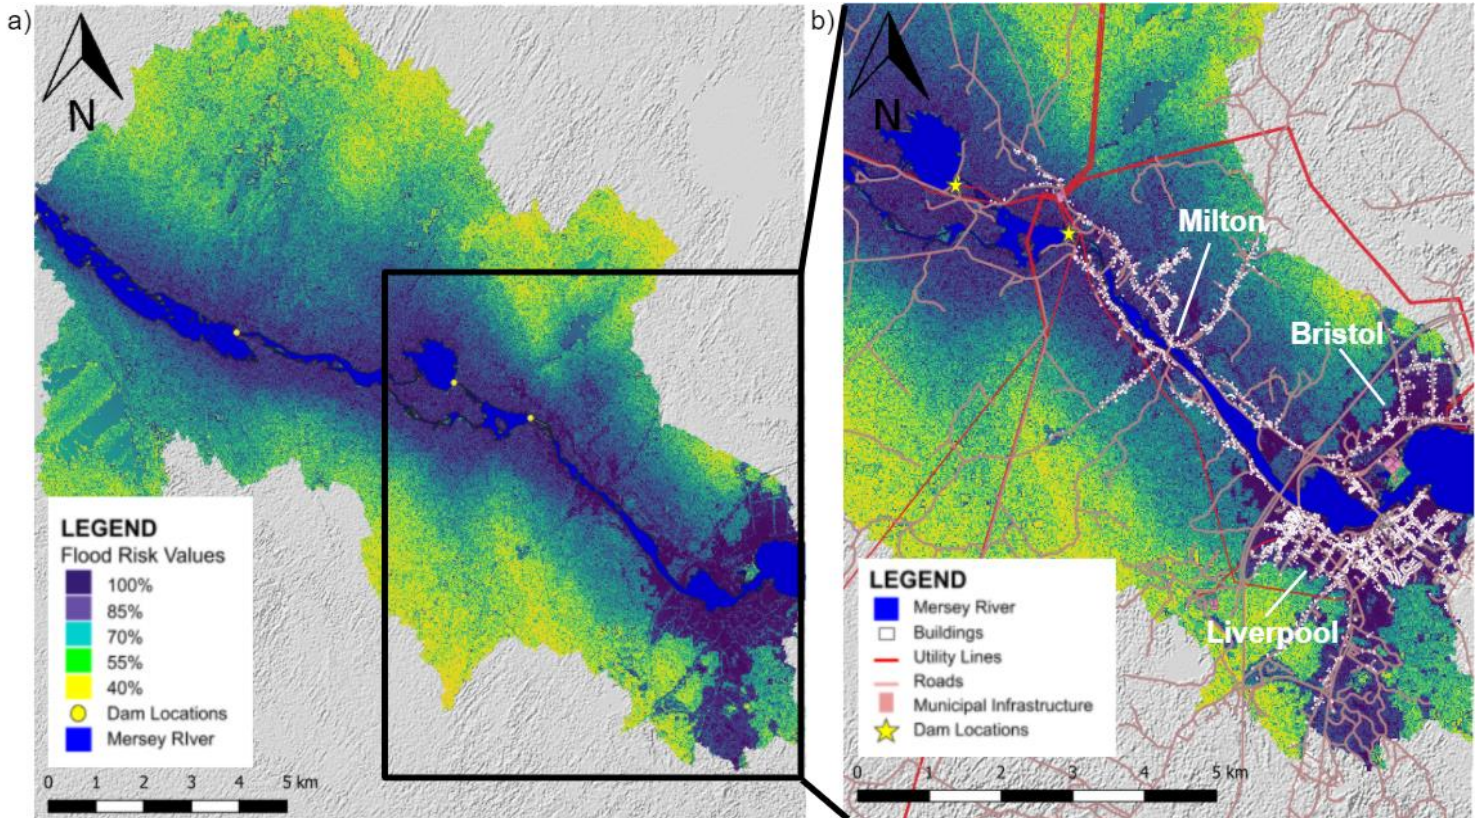 a)
N
LEGEND
Flood Risk Values
100%
85%
70%
55%
40%
Dam Locations
Mersey RIver
0 1 2 3 4 5 km
b)
N
Milton
Bristol
Liverpool
LEGEND
Mersey River
Buildings
Utility Lines
Roads
Municipal Infrastructure
Dam Locations
0 1 2 3 4 5 km